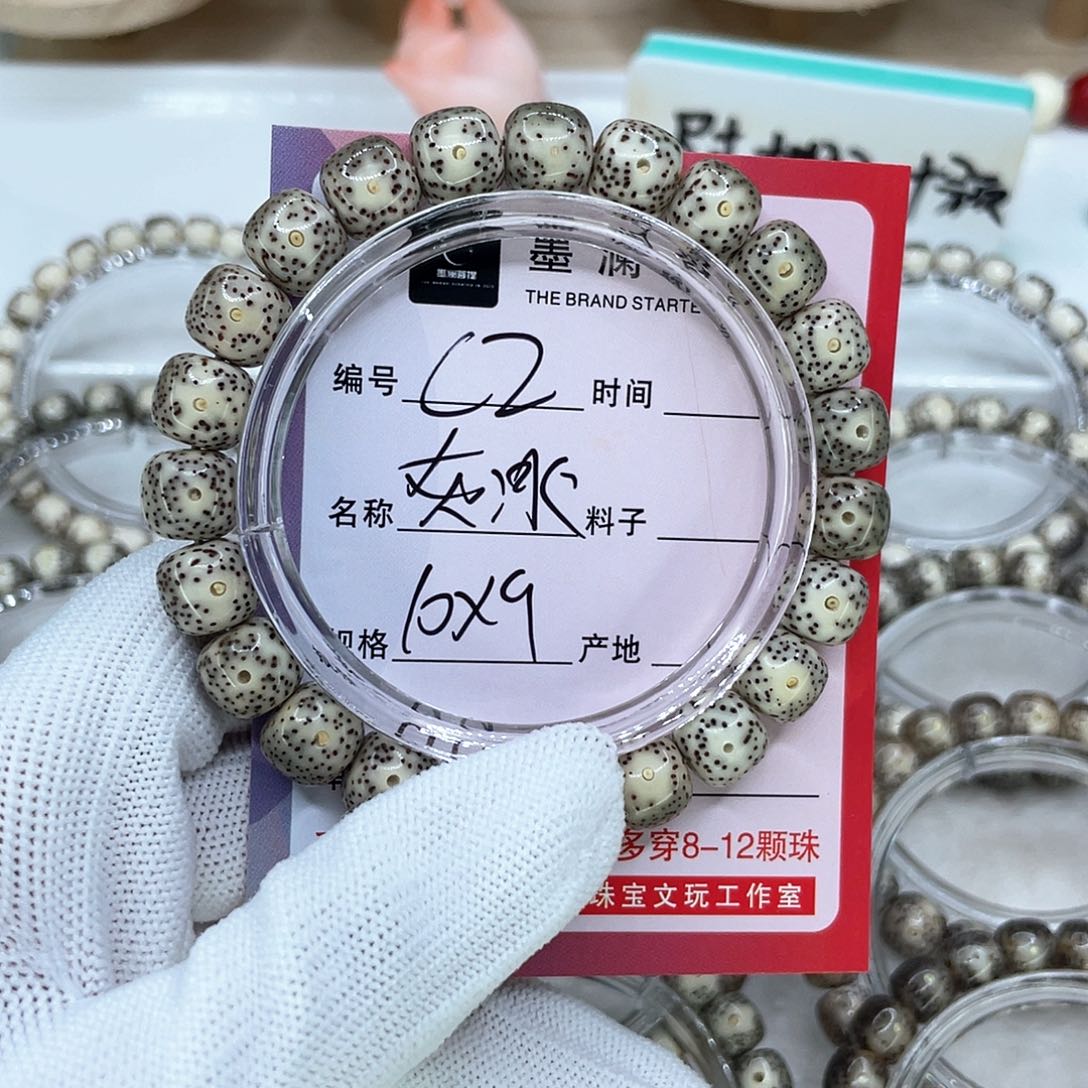 墨澜
THE BRAND STARTE
编号 C2 时间
名称 灰冰 料子
规格 10X9 产地
多穿8-12颗珠
珠宝文玩工作室